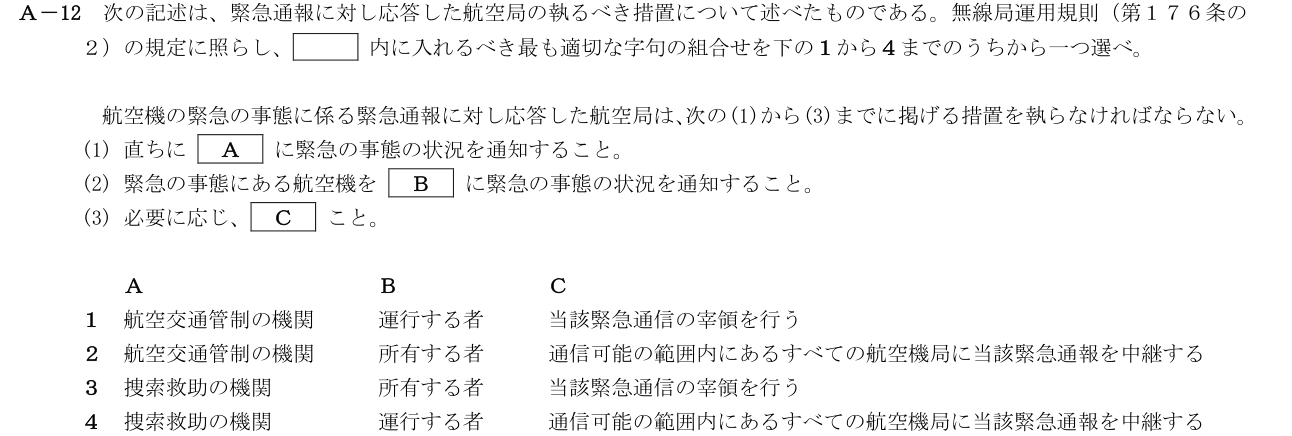 A－12 次の記述は、緊急通報に対し応答した航空局の執るべき措置について述べたものである。無線局運用規則（第１７６条の
２）の規定に照らし、 内に入れるべき最も適切な字句の組合せを下の１から４までのうちから一つ選べ。
航空機の緊急の事態に係る緊急通報に対し応答した航空局は、次の(1)から(3)までに掲げる措置を執らなければならない。
(1) 直ちに A に緊急の事態の状況を通知すること。
(2) 緊急の事態にある航空機を B に緊急の事態の状況を通知すること。
(3) 必要に応じ、 C こと。
A B C
1 航空交通管制の機関 運行する者 当該緊急通信の宰領を行う
2 航空交通管制の機関 所有する者 通信可能の範囲内にあるすべての航空機局に当該緊急通報を中継する
3 捜索救助の機関 所有する者 当該緊急通信の宰領を行う
4 捜索救助の機関 運行する者 通信可能の範囲内にあるすべての航空機局に当該緊急通報を中継する